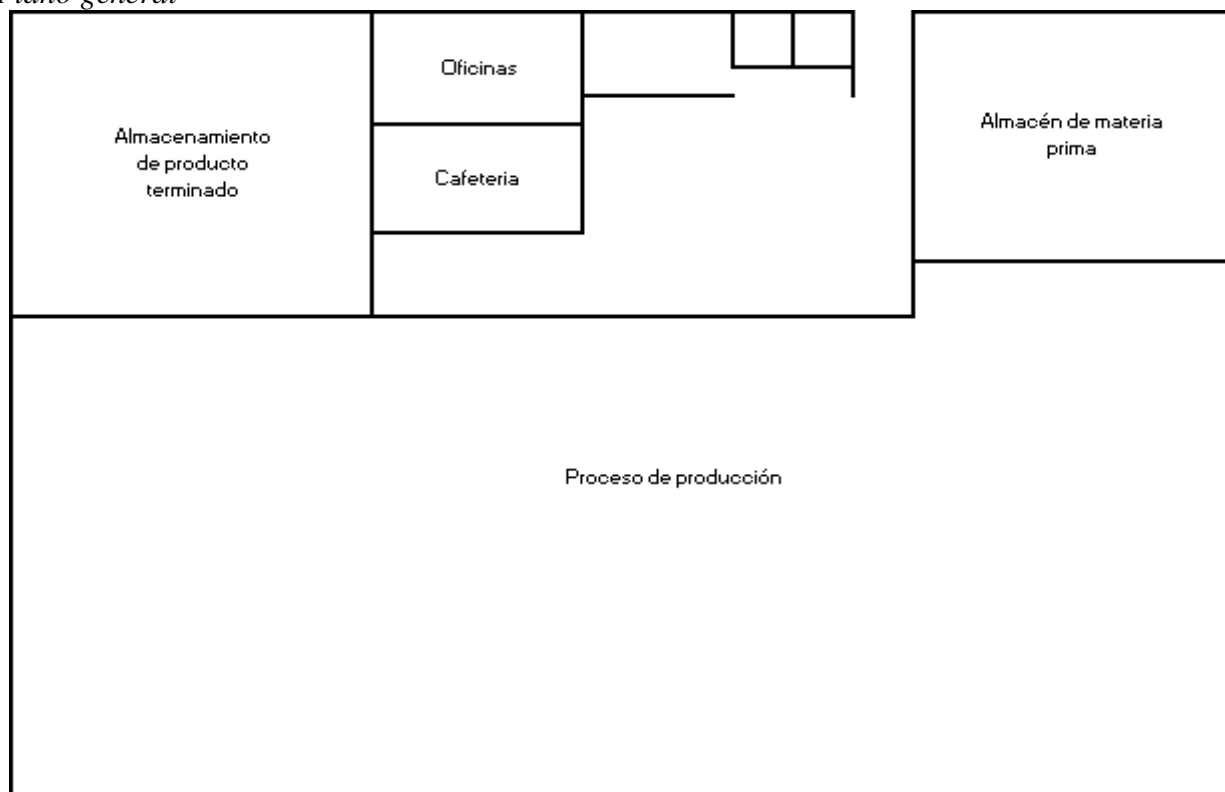 Plano general
Oficinas
Almacenamiento
de producto
terminado
Cafeteria
Almacén de materia
prima
Proceso de producción